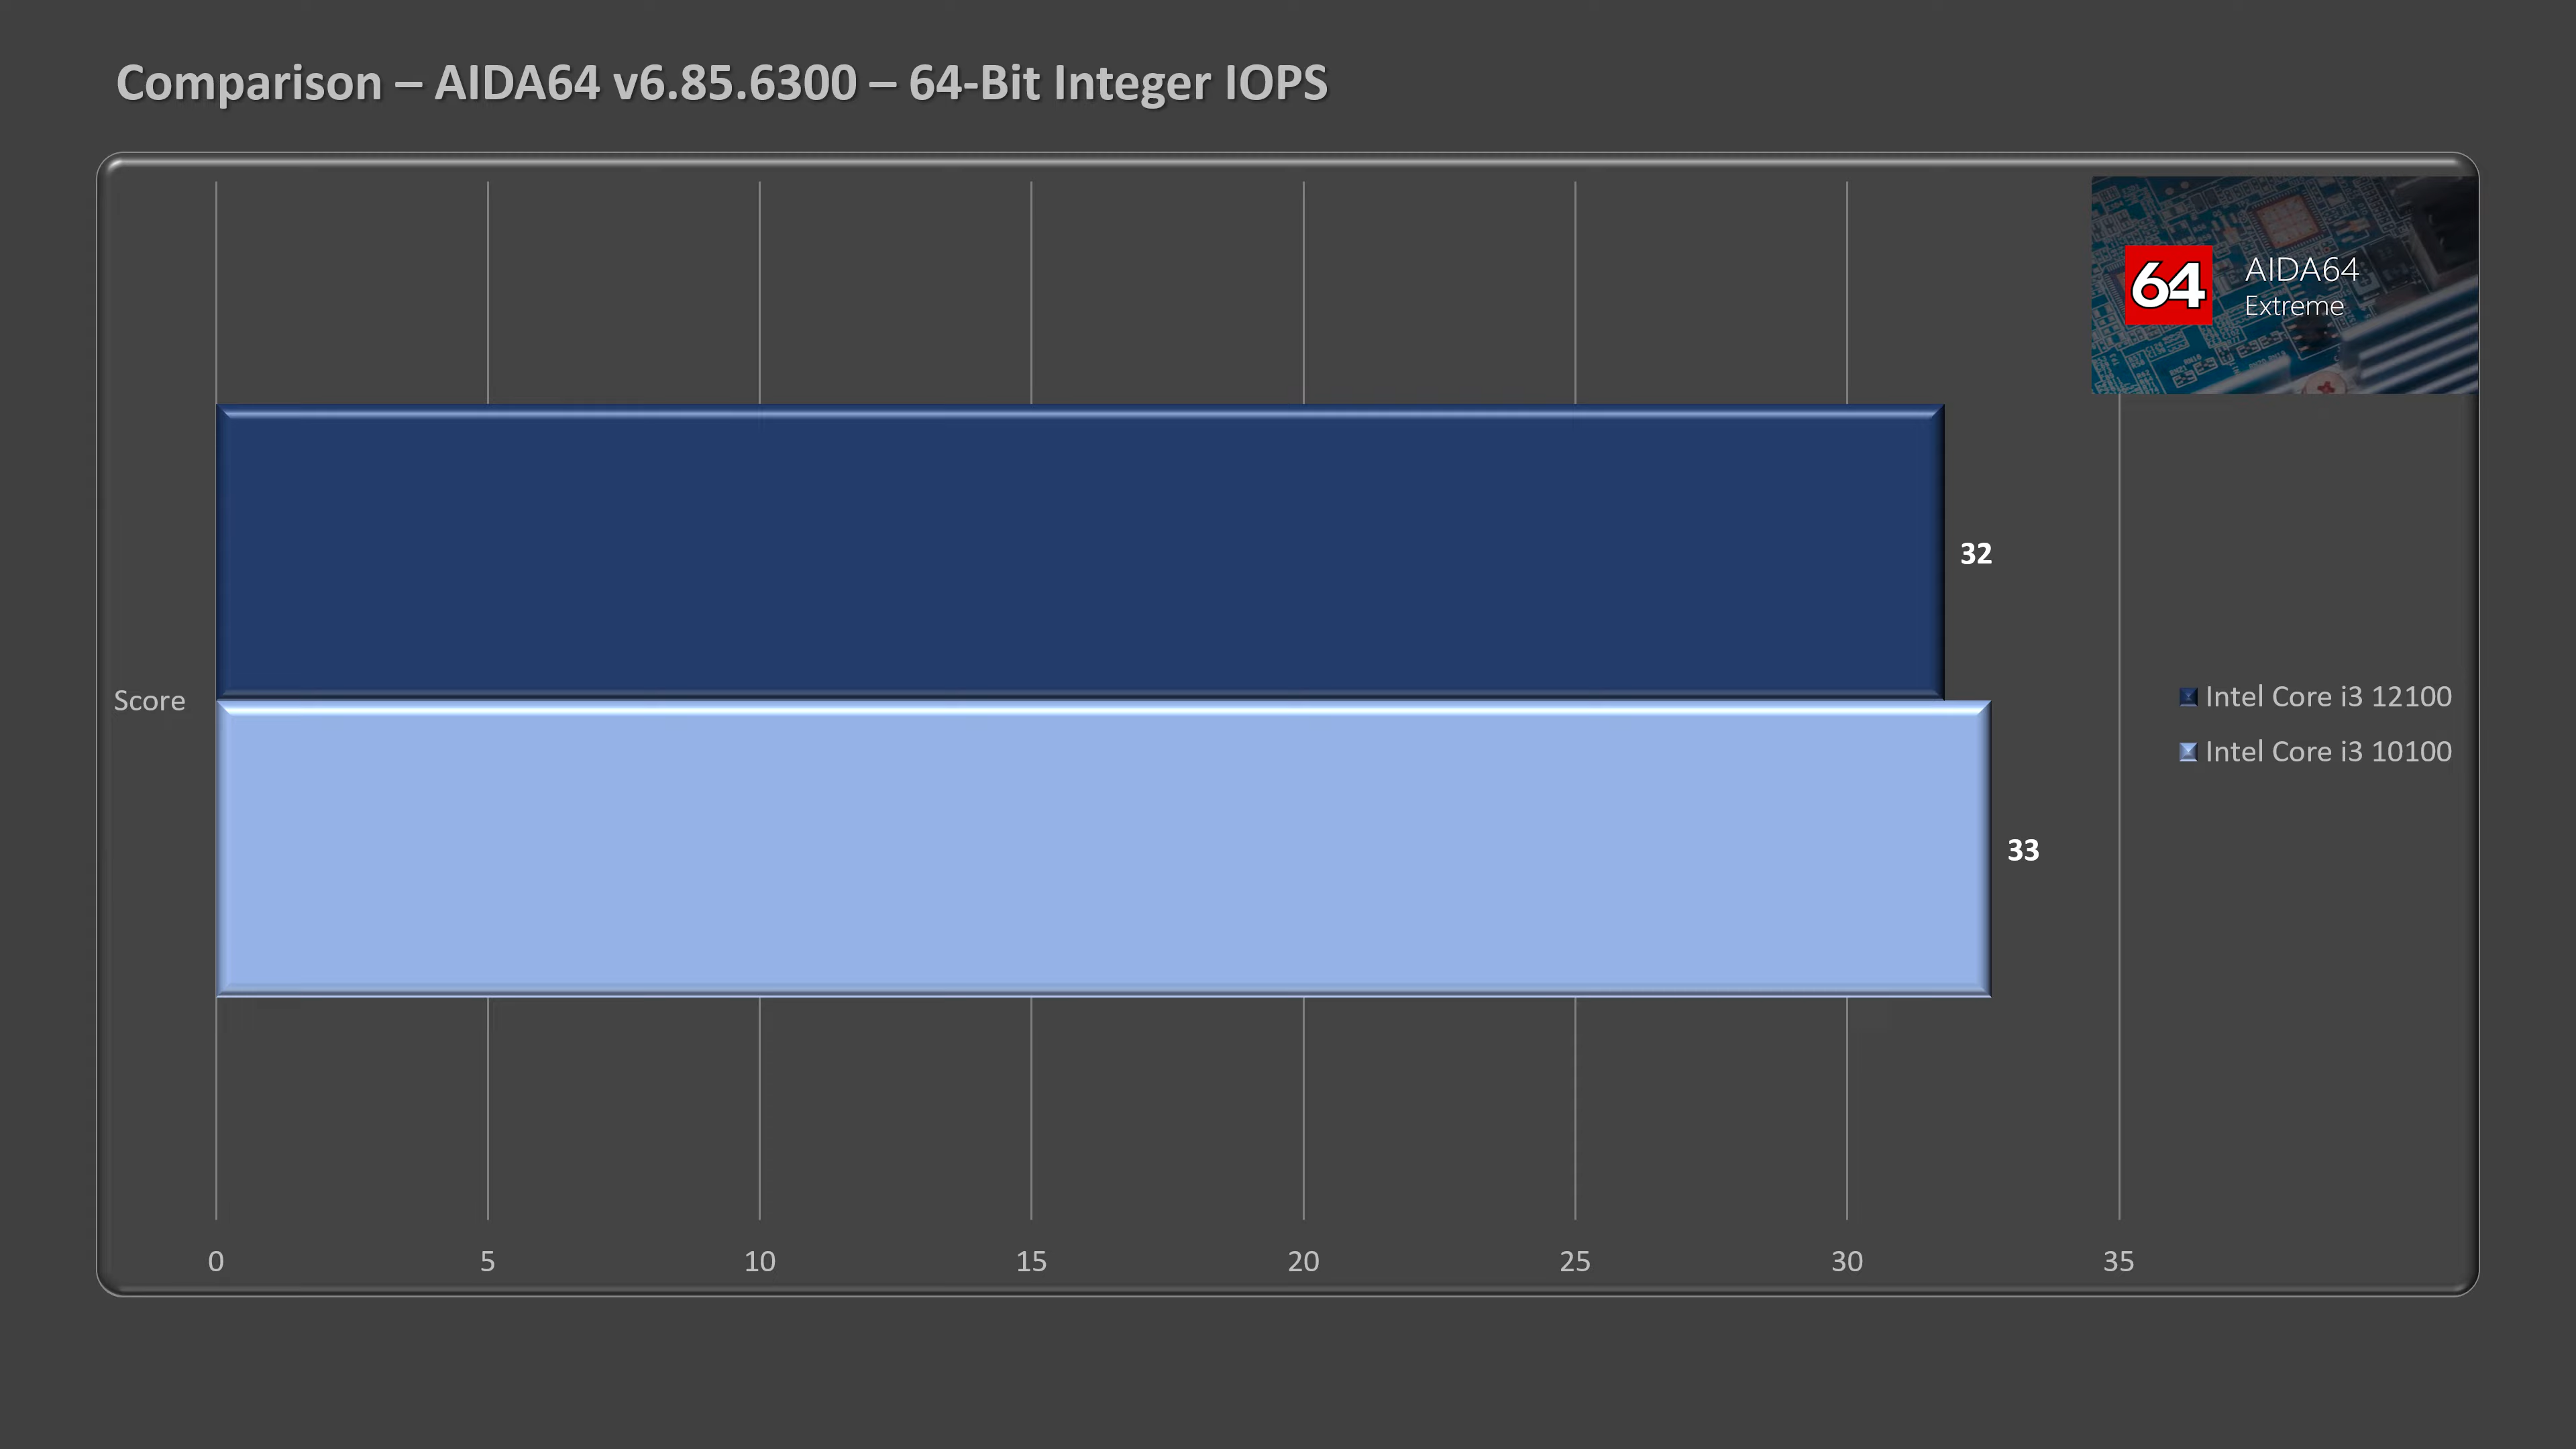 Comparison – AIDA64 v6.85.6300 – 64-Bit Integer IOPS
64
AIDA64
Extreme
32
Score
33
Intel Core i3 12100
Intel Core i3 10100
0 5 10 15 20 25 30 35